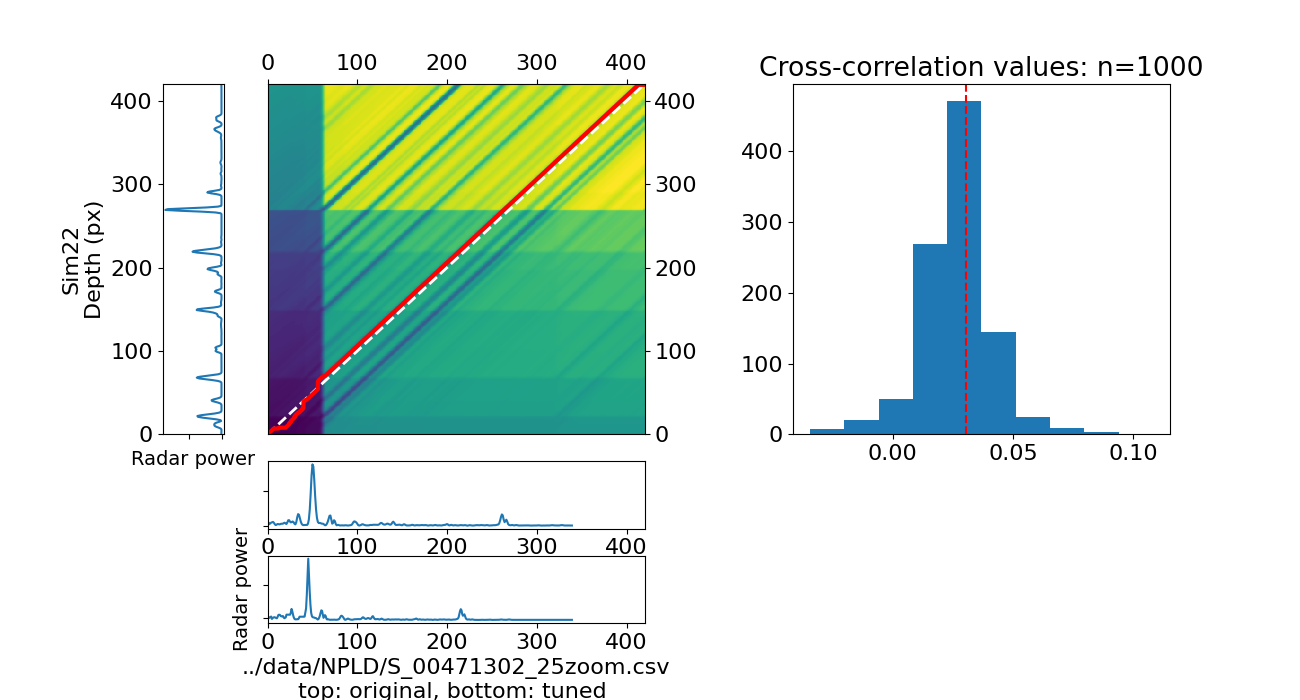 Cross-correlation values: n=1000
0 100 200 300 400
400 300 200 100 0
Sim22
Depth (px)
400 300 200 100 0
400 300 200 100 0
0.00 0.05 0.10
Radar power
0 100 200 300 400
Radar power
0 100 200 300 400
../data/NPLD/S_00471302_25zoom.csv
top: original, bottom: tuned